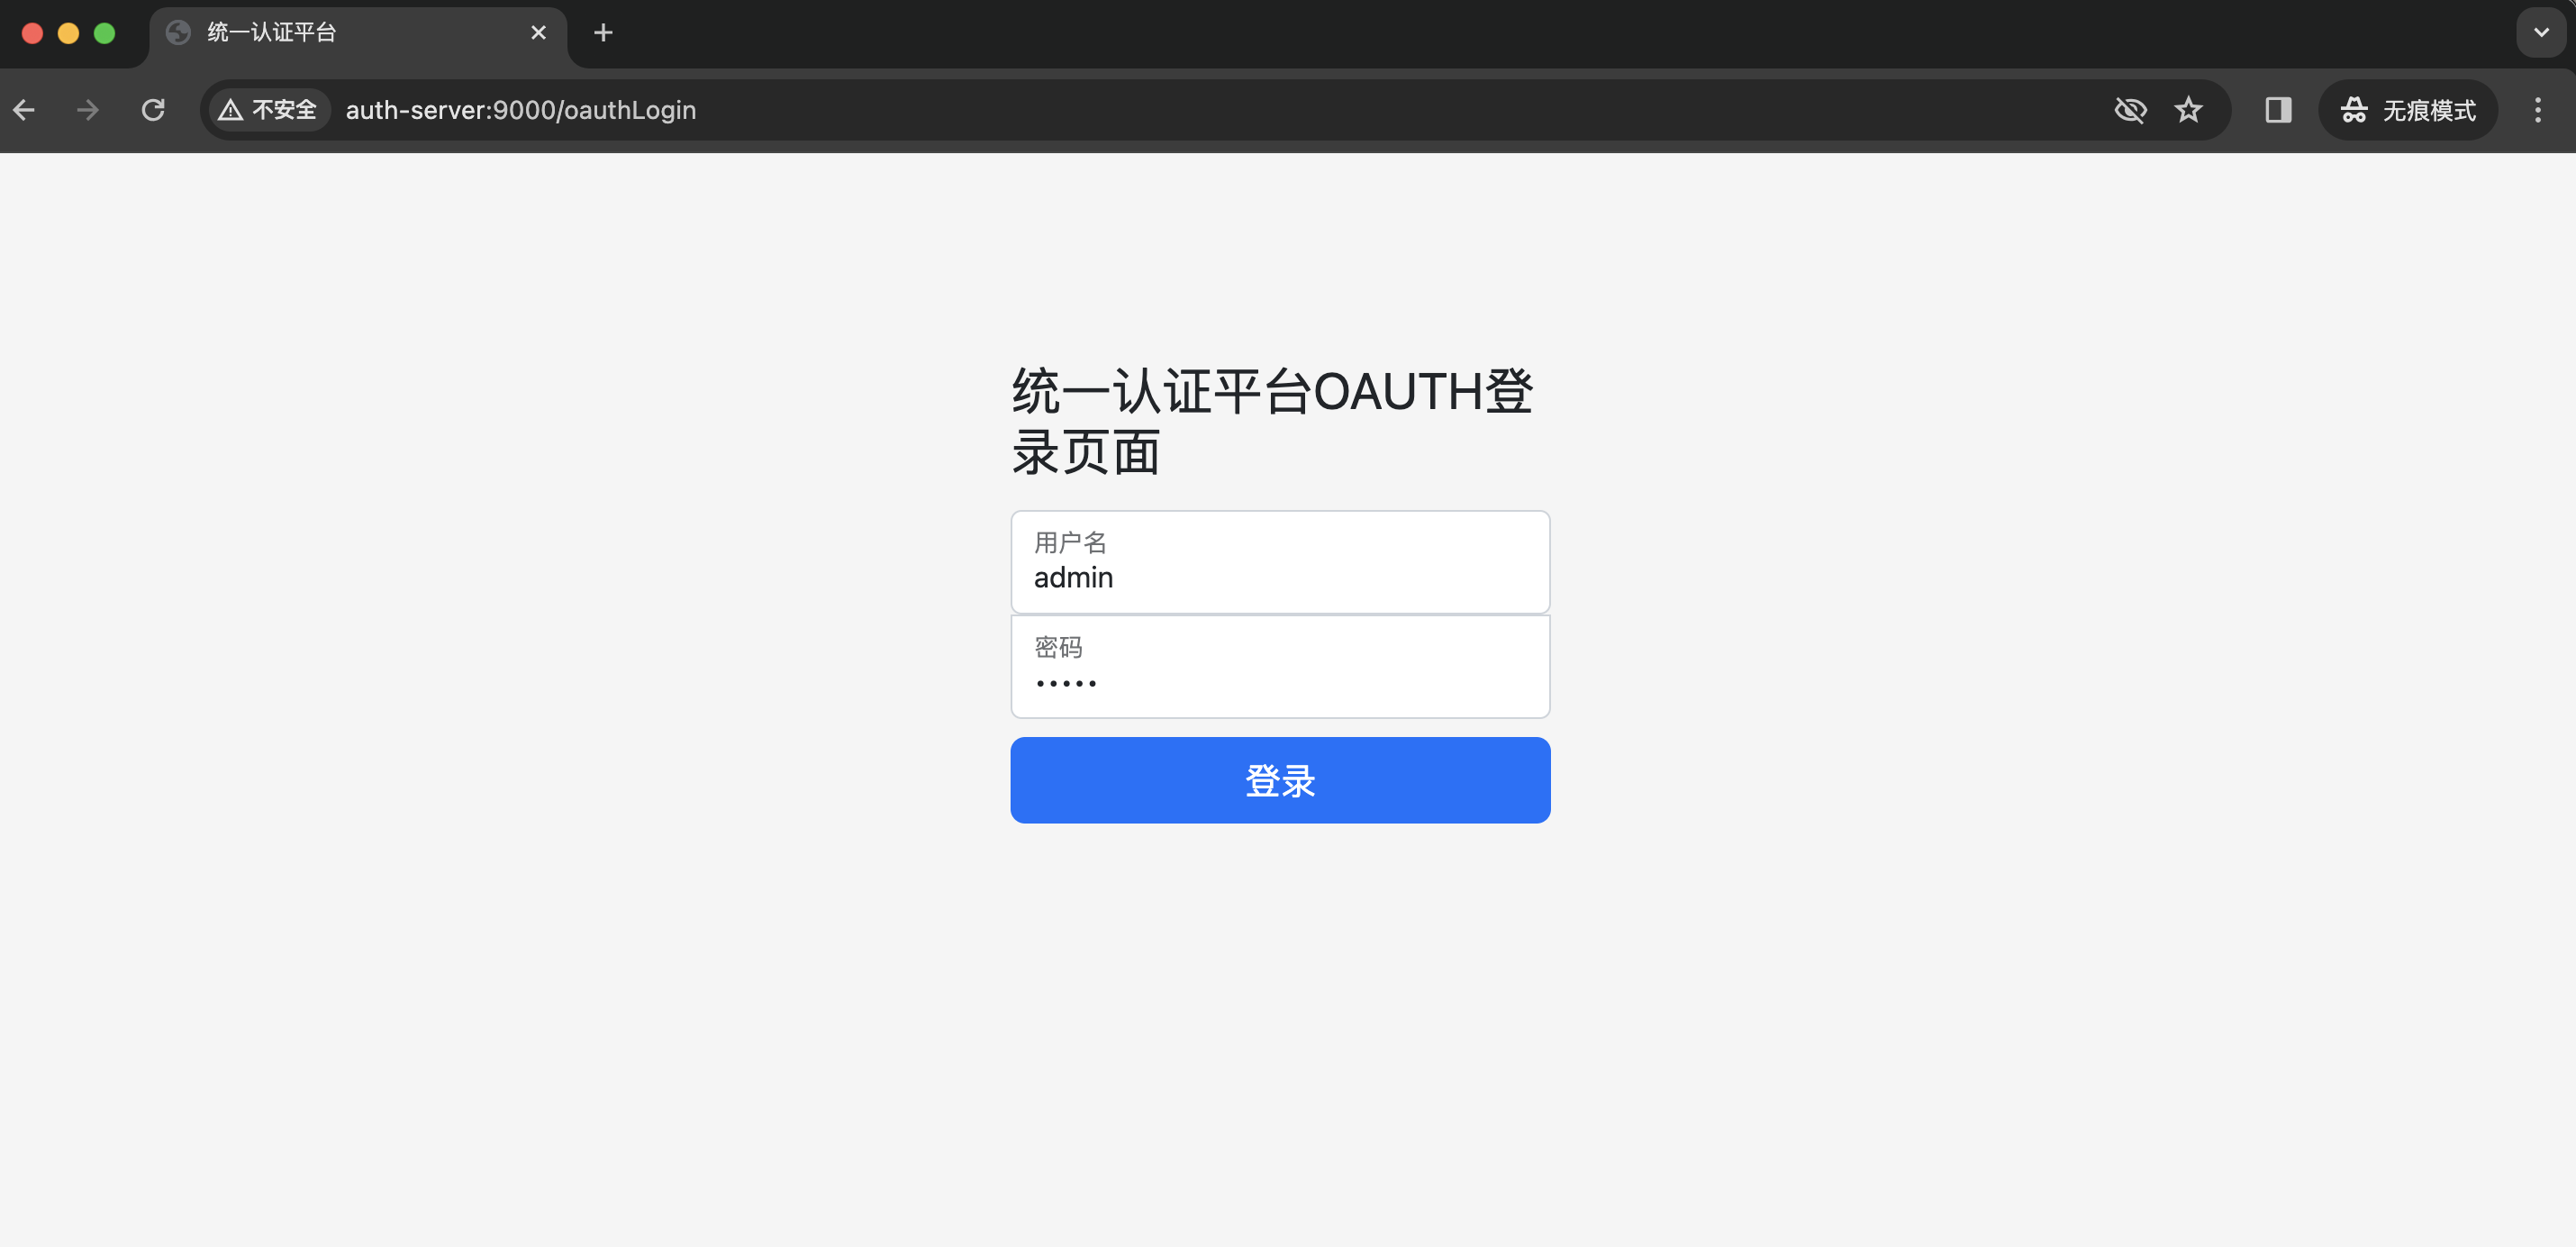 统一认证平台
不安全 auth-server:9000/oauthLogin 无痕模式
统一认证平台OAUTH登
录页面
用户名
admin
密码
•••••
登录